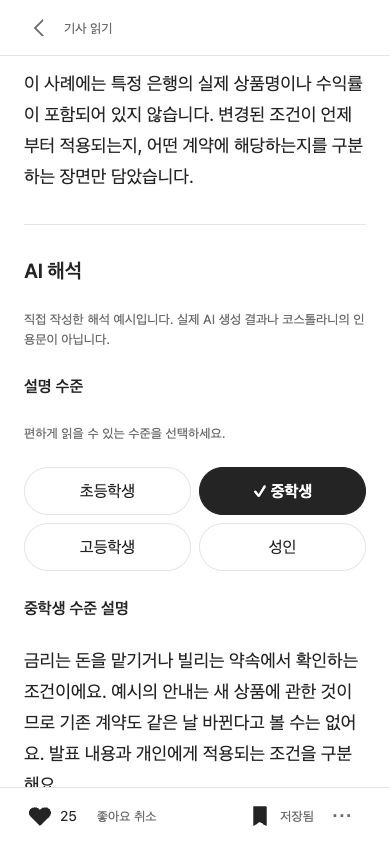 기사 읽기
이 사례에는 특정 은행의 실제 상품명이나 수익률
이 포함되어 있지 않습니다. 변경된 조건이 언제
부터 적용되는지, 어떤 계약에 해당하는지를 구분
하는 장면만 담았습니다.
AI 해석
직접 작성한 해석 예시입니다. 실제 AI 생성 결과나 코스톨라니의 인
용문이 아닙니다.
설명 수준
편하게 읽을 수 있는 수준을 선택하세요.
초등학생
✓ 중학생
고등학생
성인
중학생 수준 설명
금리는 돈을 맡기거나 빌리는 약속에서 확인하는
조건이에요. 예시의 안내는 새 상품에 관한 것이
므로 기존 계약도 같은 날 바뀐다고 볼 수는 없어
요. 발표 내용과 개인에게 적용되는 조건을 구분
해요
25 좋아요 취소 저장됨 ...